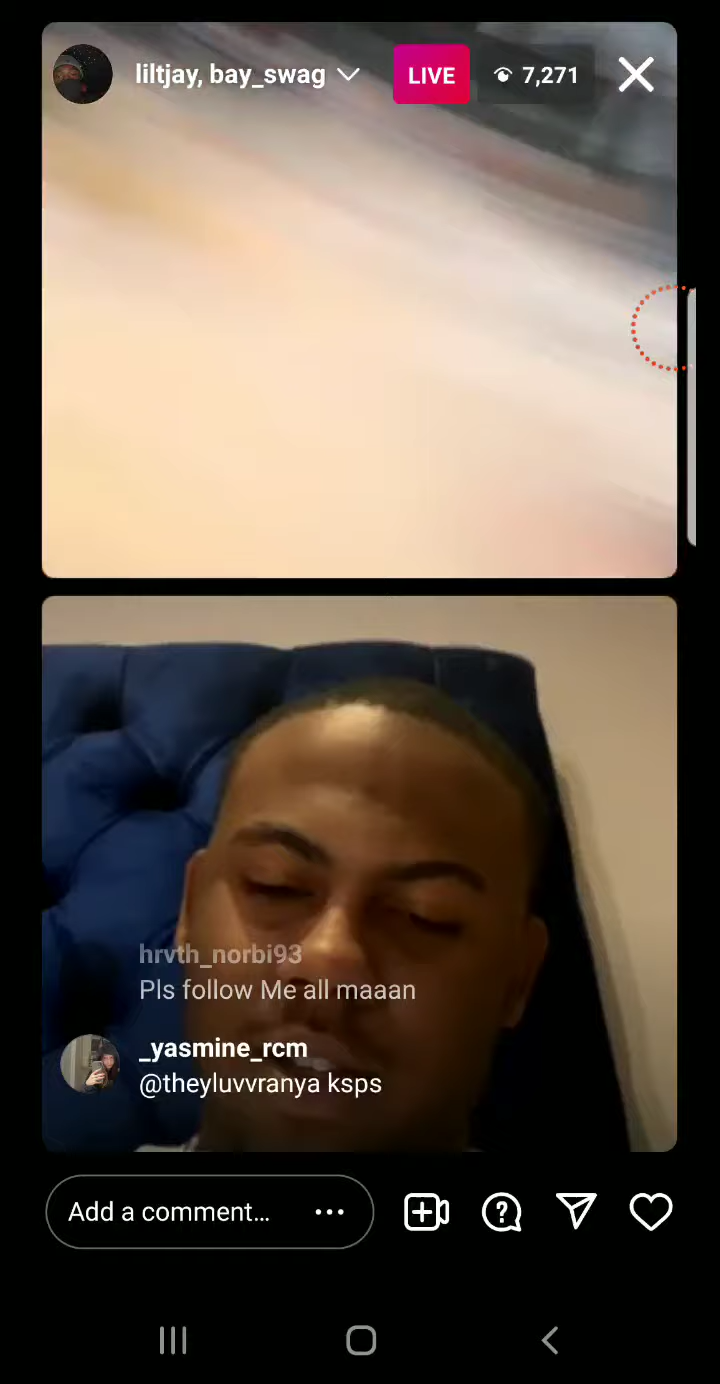 liltjay, bay_swag
LIVE
7,271
hrvth_norbi93
Pls follow Me all maaan
_yasmine_rcm
@theyluvvranya ksps
Add a comment...